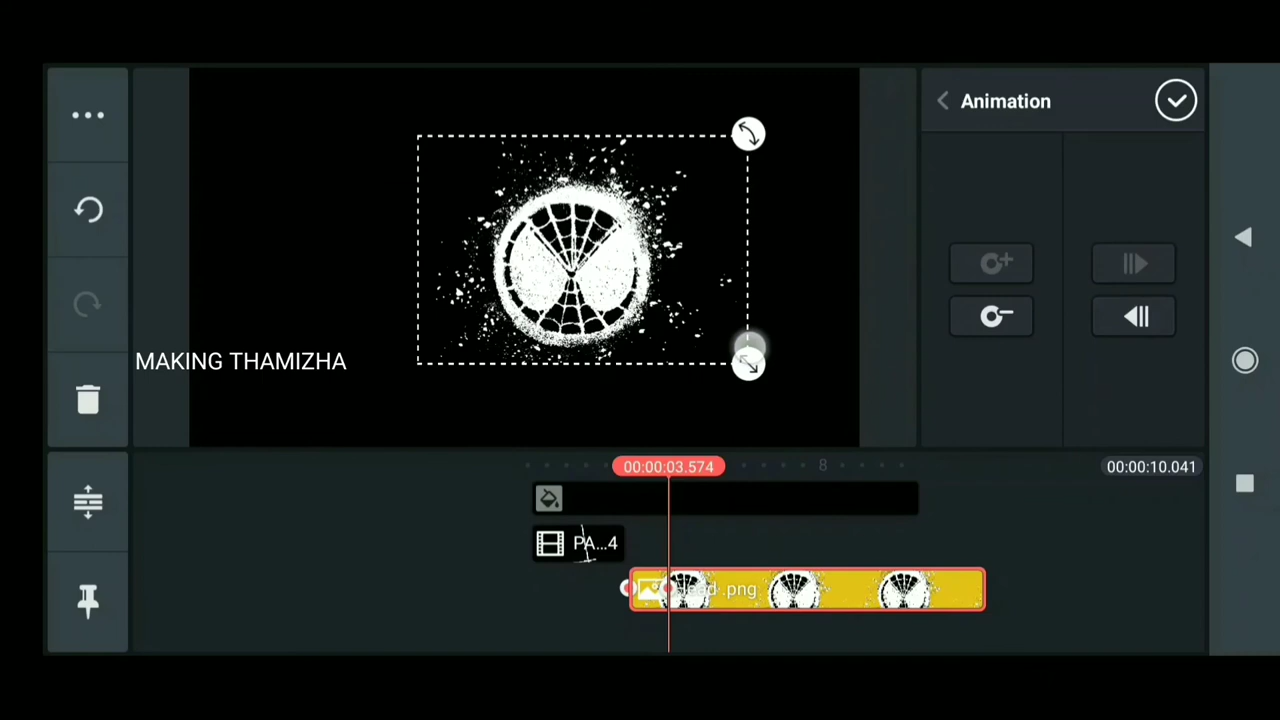 Animation
MAKING THAMIZHA
00:00:03.574
8
00:00:10.041
PA...4
.png